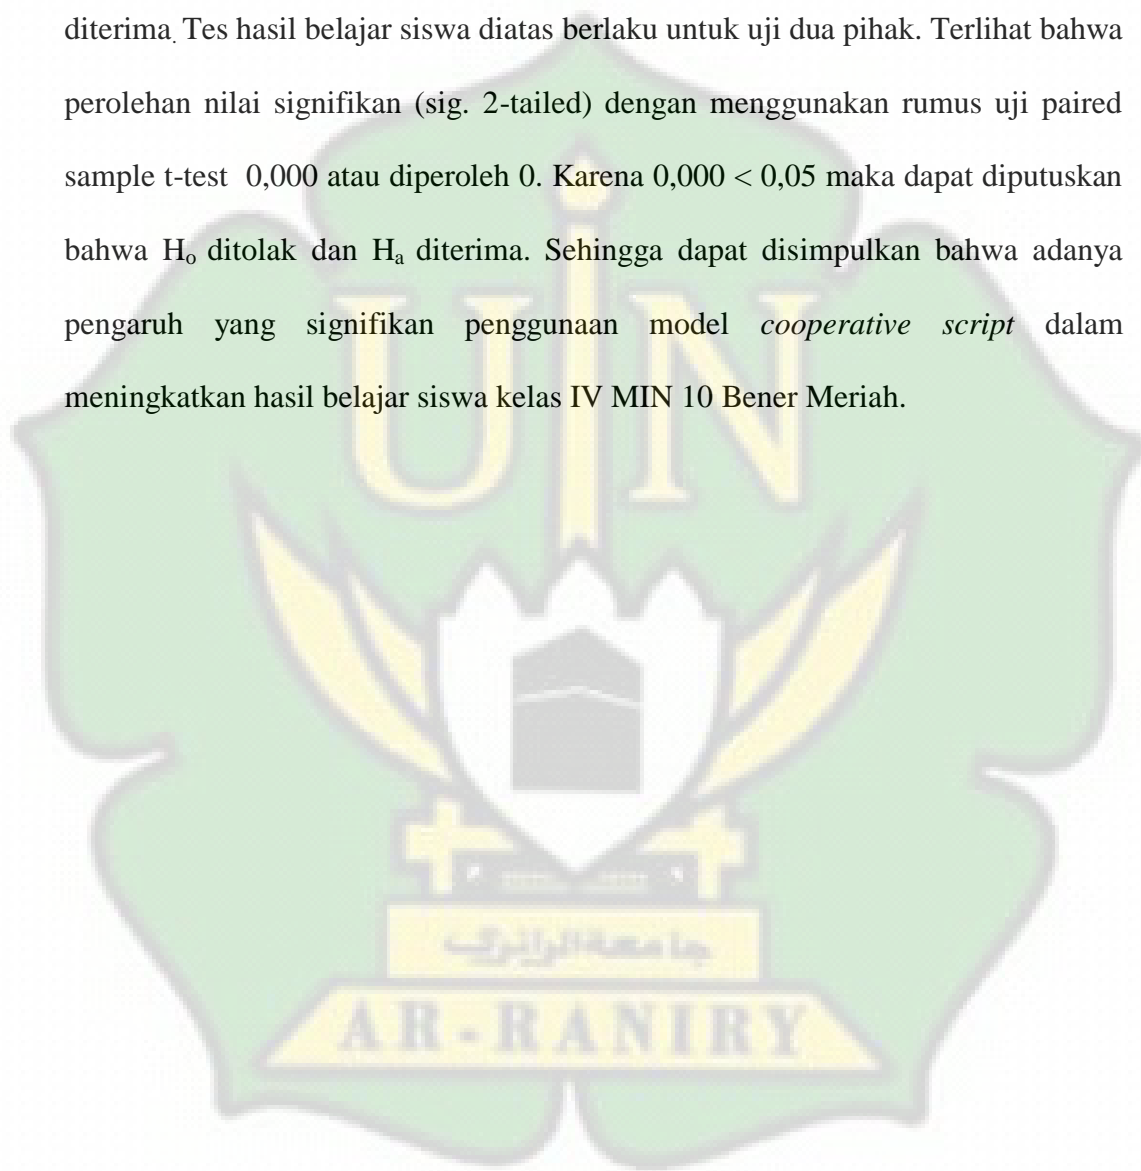 diterima. Tes hasil belajar siswa diatas berlaku untuk uji dua pihak. Terlihat bahwa
perolehan nilai signifikan (sig. 2-tailed) dengan menggunakan rumus uji paired
sample t-test 0,000 atau diperoleh 0. Karena 0,000 < 0,05 maka dapat diputuskan
bahwa Ho ditolak dan Ha diterima. Sehingga dapat disimpulkan bahwa adanya
pengaruh yang signifikan penggunaan model cooperative script dalam
meningkatkan hasil belajar siswa kelas IV MIN 10 Bener Meriah.
UIN
جامعة الرانري
AR-RANIRY